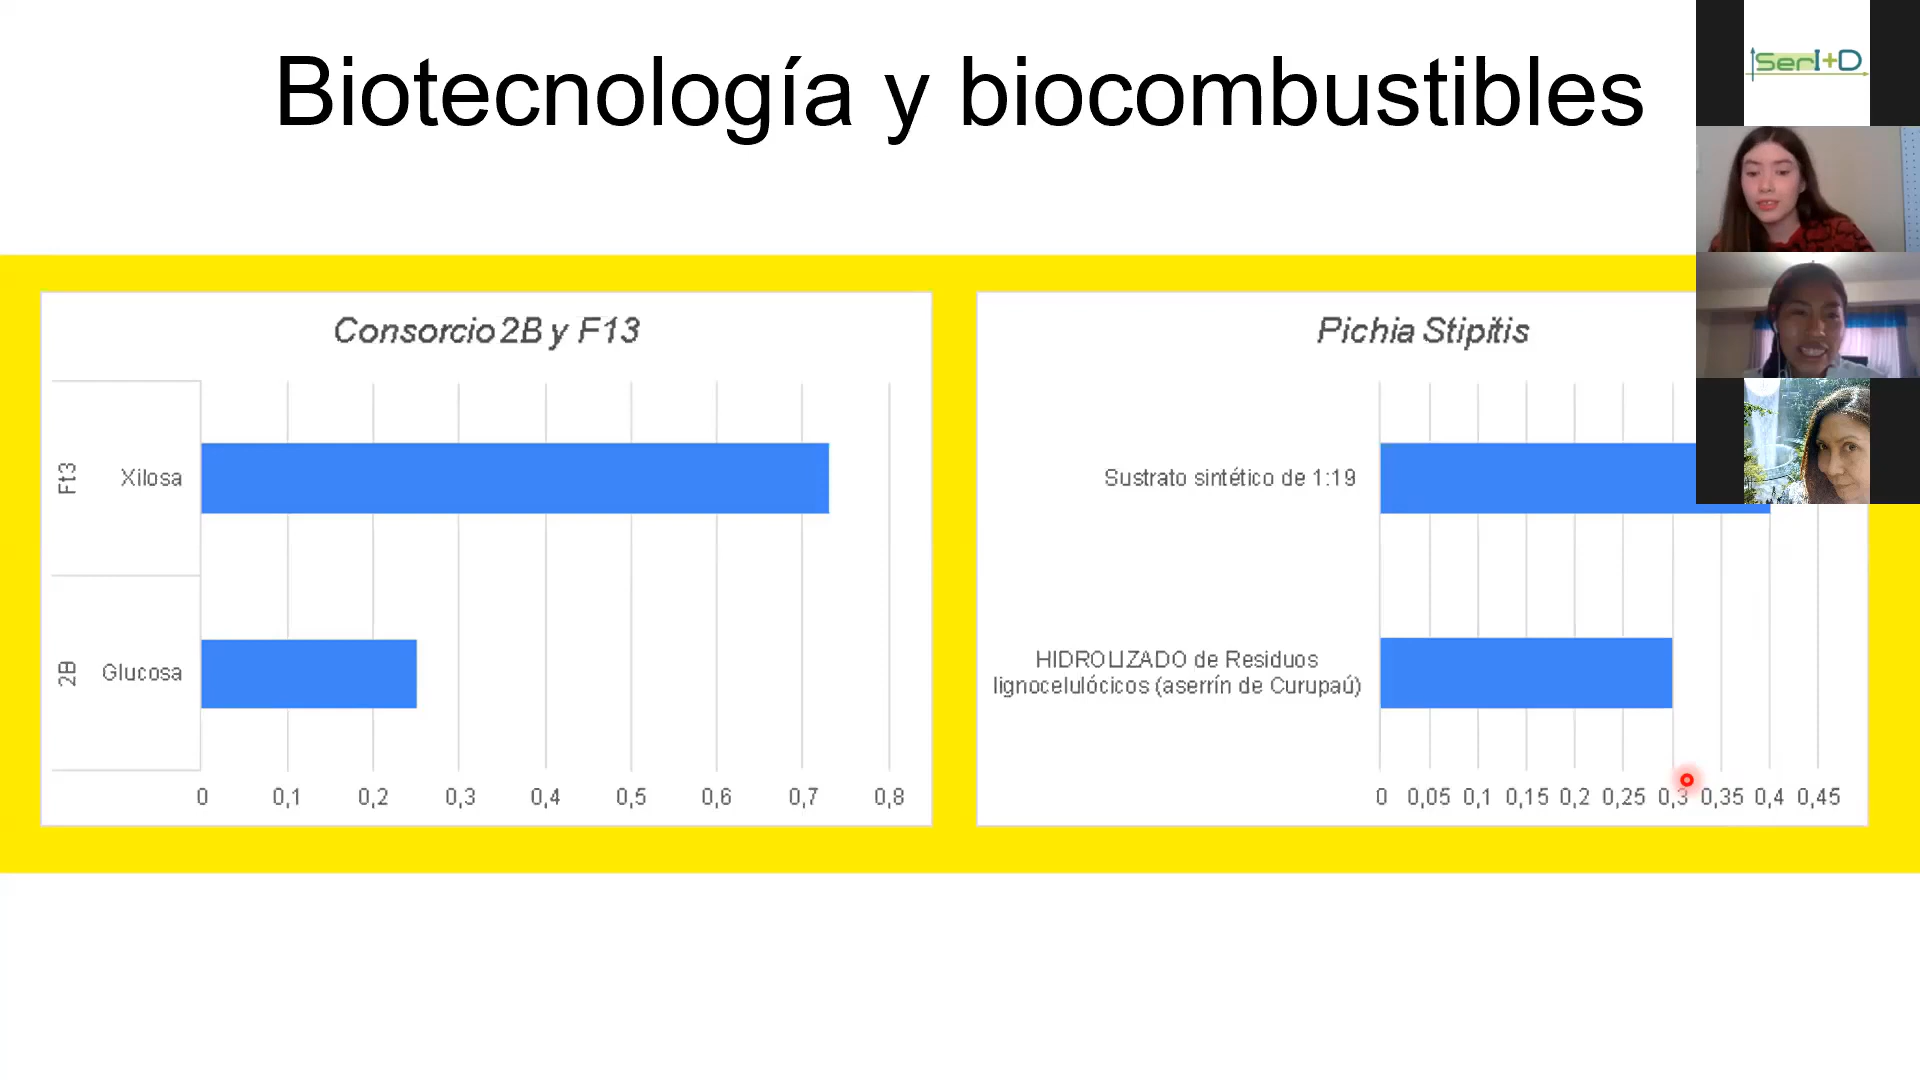 Biotecnología y biocombustibles
SerI+D
Consorcio 2B y F13
Ft3
Xilosa
2B
Glucosa
0 0,1 0,2 0,3 0,4 0,5 0,6 0,7 0,8
Pichia Stipitis
Sustrato sintético de 1:19
HIDROLIZADO de Residuos
lignocelulócicos (aserrín de Curupaú)
0 0,05 0,1 0,15 0,2 0,25 0,3 0,35 0,4 0,45